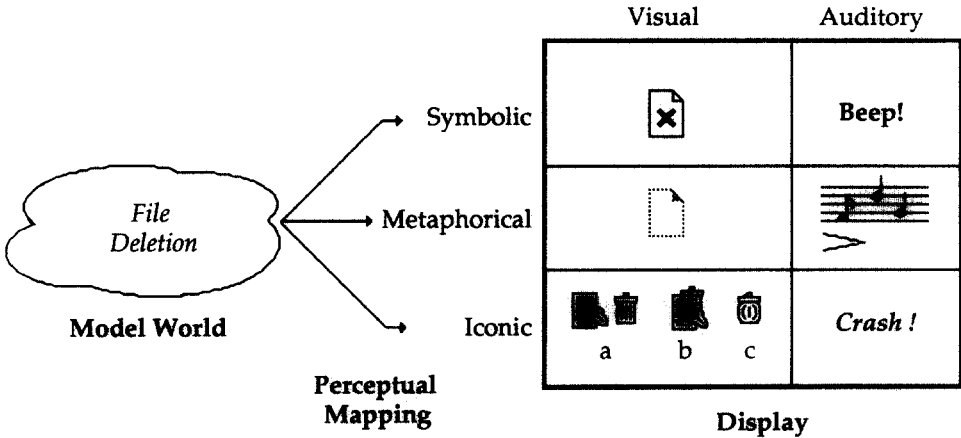 Visual
Auditory
Symbolic
Beep!
File
Deletion
Metaphorical
Model World
Iconic
a
b
c
Crash !
Perceptual
Mapping
Display